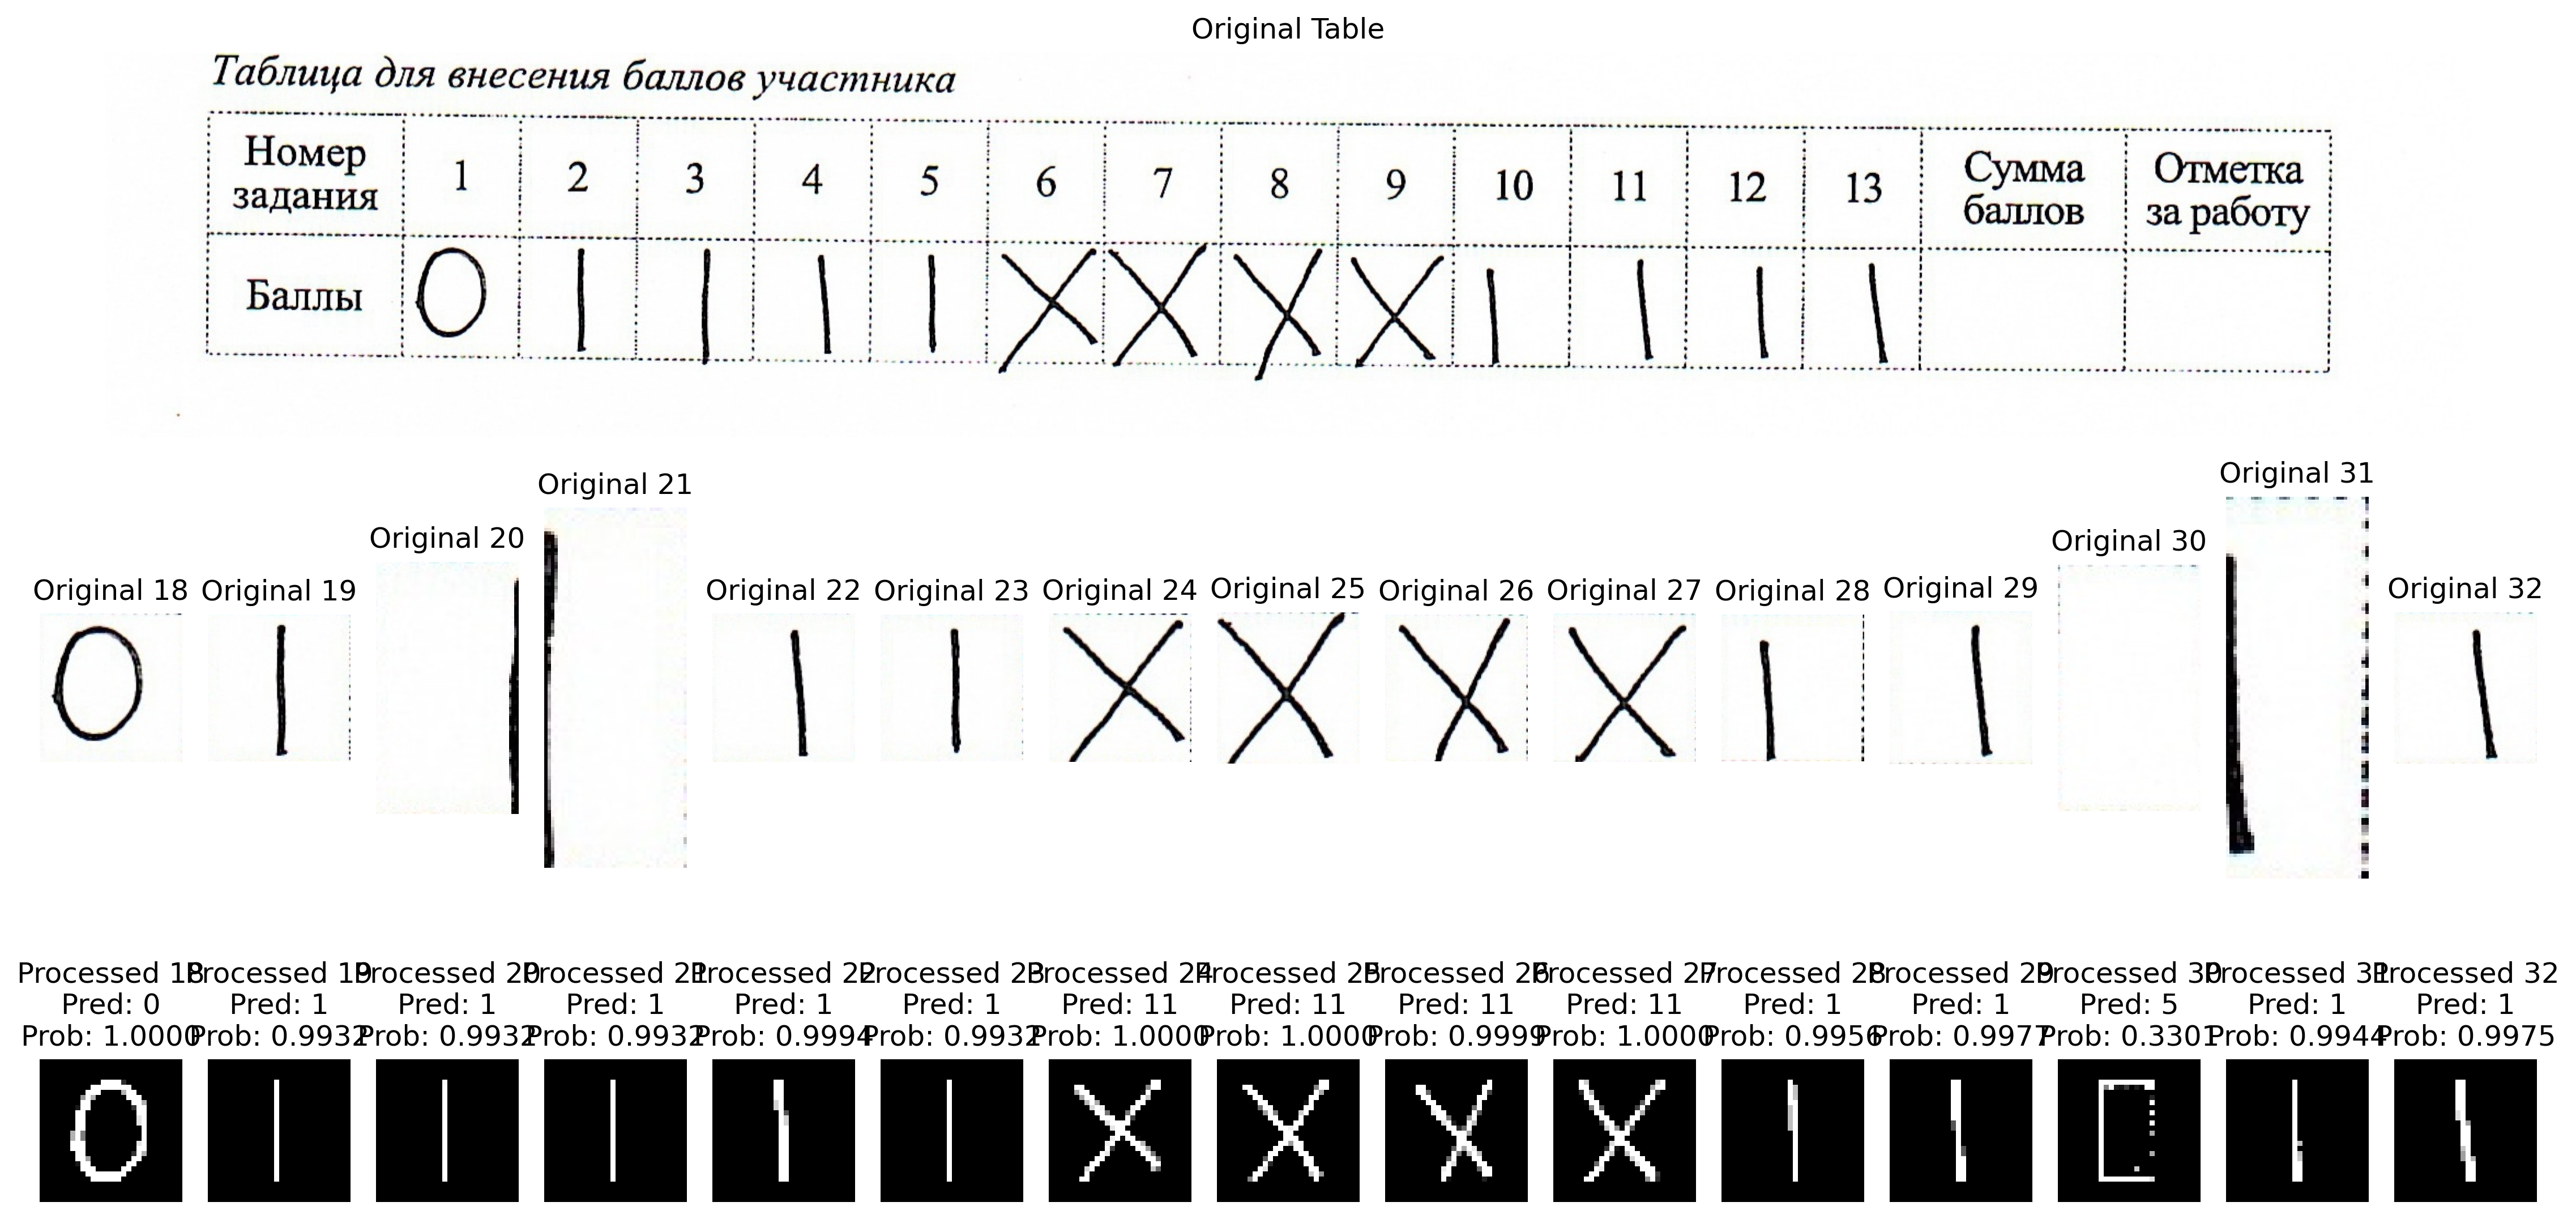 Original Table
Таблица для внесения баллов участника
Номер задания 1 2 3 4 5 6 7 8 9 10 11 12 13 Сумма баллов Отметка за работу
Баллы 0 1 1 1 1 X X X X 1 1 1 1
Original 18 Original 19 Original 20 Original 21 Original 22 Original 23 Original 24 Original 25 Original 26 Original 27 Original 28 Original 29 Original 30 Original 31 Original 32
Processed 18 Processed 19 Processed 20 Processed 21 Processed 22 Processed 23 Processed 24 Processed 25 Processed 26 Processed 27 Processed 28 Processed 29 Processed 30 Processed 31 Processed 32
Pred: 0 Pred: 1 Pred: 1 Pred: 1 Pred: 1 Pred: 1 Pred: 11 Pred: 11 Pred: 11 Pred: 11 Pred: 1 Pred: 1 Pred: 5 Pred: 1 Pred: 1
Prob: 1.0000 Prob: 0.9932 Prob: 0.9932 Prob: 0.9932 Prob: 0.9994 Prob: 0.9932 Prob: 1.0000 Prob: 1.0000 Prob: 0.9999 Prob: 1.0000 Prob: 0.9956 Prob: 0.9977 Prob: 0.3301 Prob: 0.9944 Prob: 0.9975